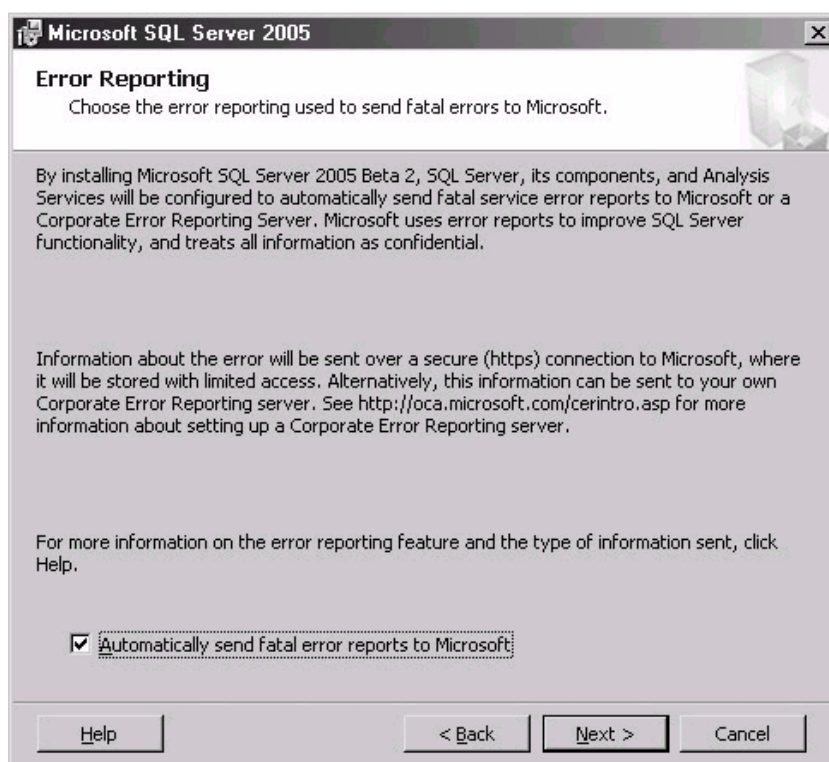 Microsoft SQL Server 2005
Error Reporting
Choose the error reporting used to send fatal errors to Microsoft.
By installing Microsoft SQL Server 2005 Beta 2, SQL Server, its components, and Analysis
Services will be configured to automatically send fatal service error reports to Microsoft or a
Corporate Error Reporting Server. Microsoft uses error reports to improve SQL Server
functionality, and treats all information as confidential.
Information about the error will be sent over a secure (https) connection to Microsoft, where
it will be stored with limited access. Alternatively, this information can be sent to your own
Corporate Error Reporting server. See http://oca.microsoft.com/cerintro.asp for more
information about setting up a Corporate Error Reporting server.
For more information on the error reporting feature and the type of information sent, click
Help.
Automatically send fatal error reports to Microsoft
Help
< Back
Next >
Cancel